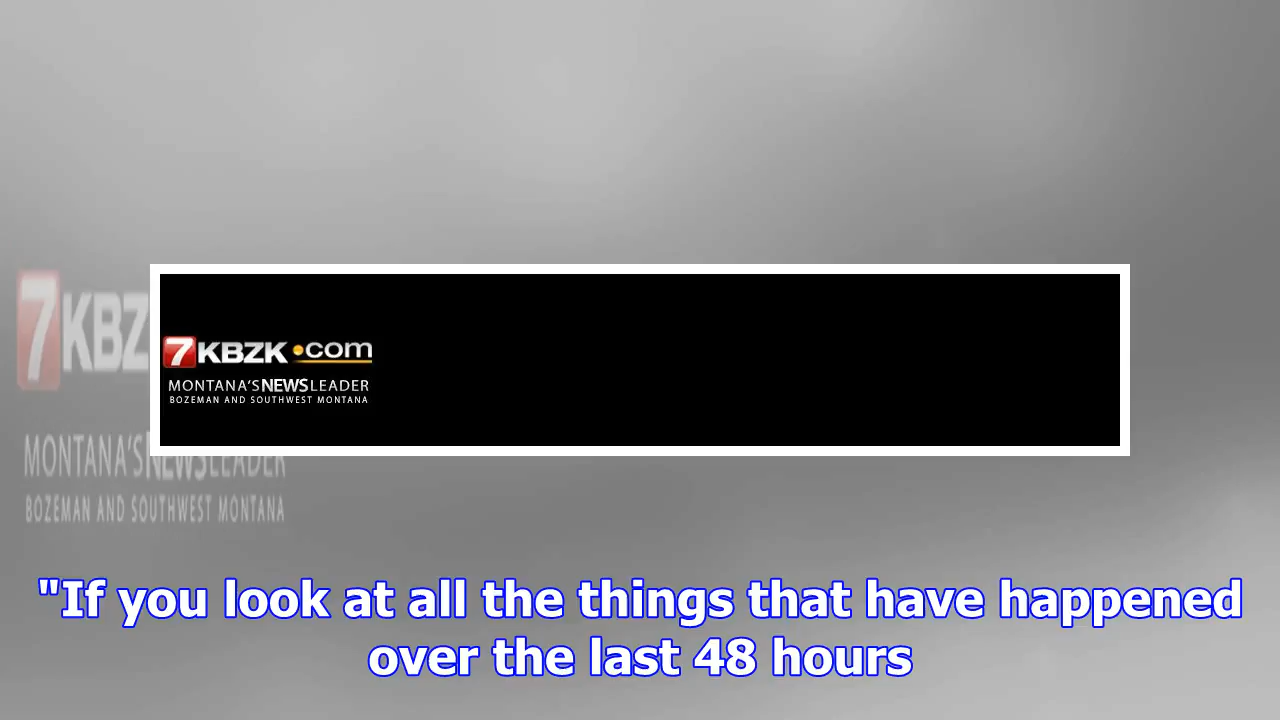 7KBZK.com
MONTANA'S NEWS LEADER
BOZEMAN AND SOUTHWEST MONTANA
7KBZ
MONTANA'S NEWS LEADER
BOZEMAN AND SOUTHWEST MONTANA
"If you look at all the things that have happened
over the last 48 hours